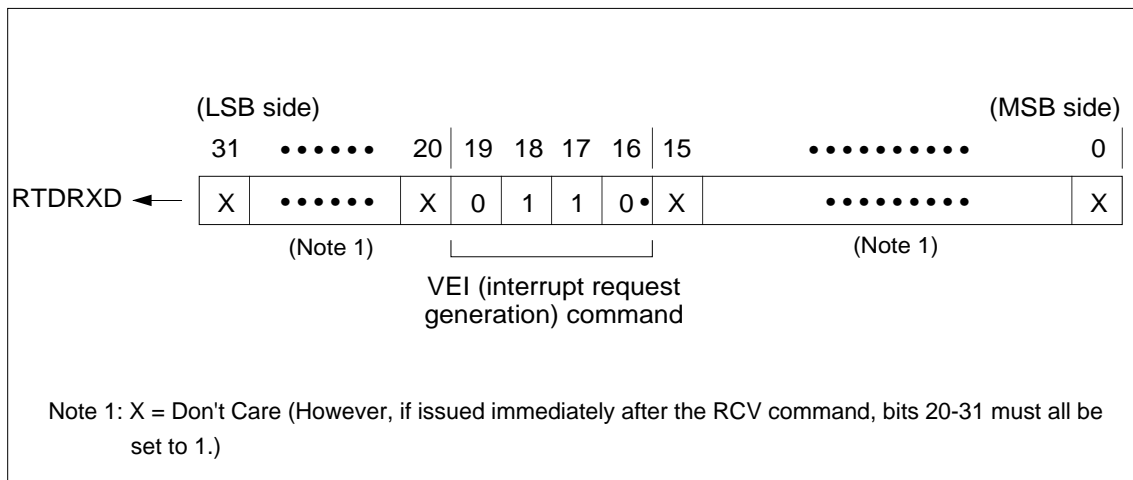 (LSB side) (MSB side)
31 •••••• 20 19 18 17 16 15 •••••••••• 0
RTDRXD X •••••• X 0 1 1 0• X ••••••••• X
(Note 1) (Note 1)
VEI (interrupt request
generation) command
Note 1: X = Don't Care (However, if issued immediately after the RCV command, bits 20-31 must all be
set to 1.)